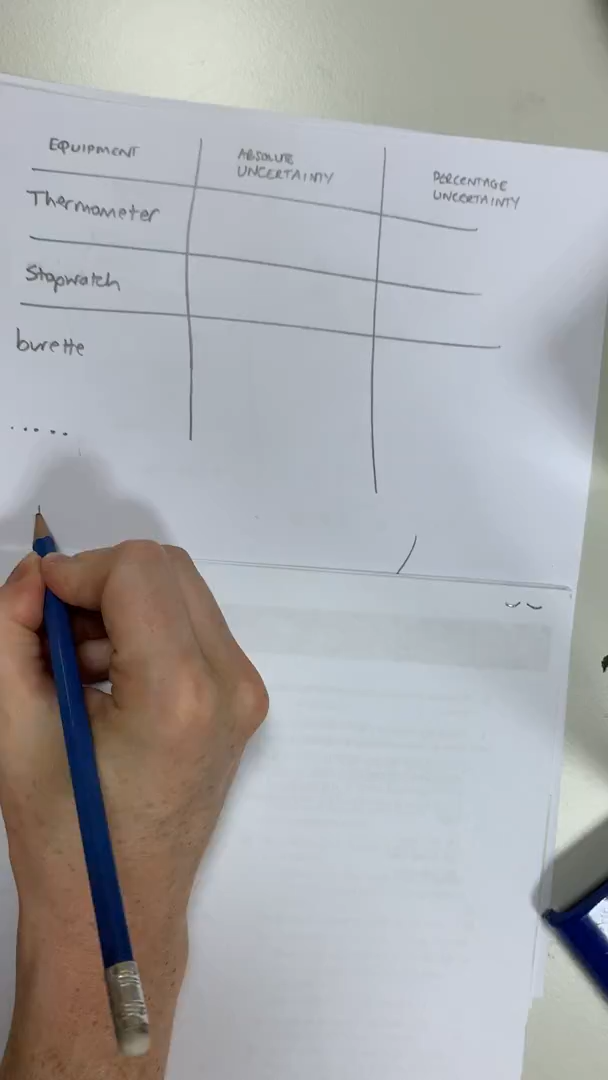 EQUIPMENT
ABSOLUTE
UNCERTAINTY
PERCENTAGE
UNCERTAINTY
Thermometer
Stopwatch
burette
.....